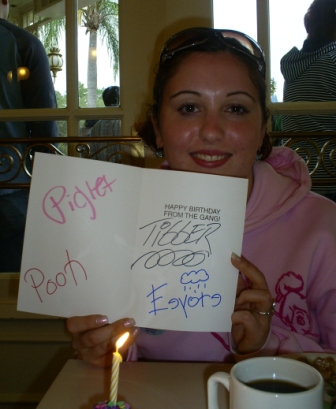 Piglet
Pooh
HAPPY BIRTHDAY
FROM THE GANG!
TIGGER
Eeyore